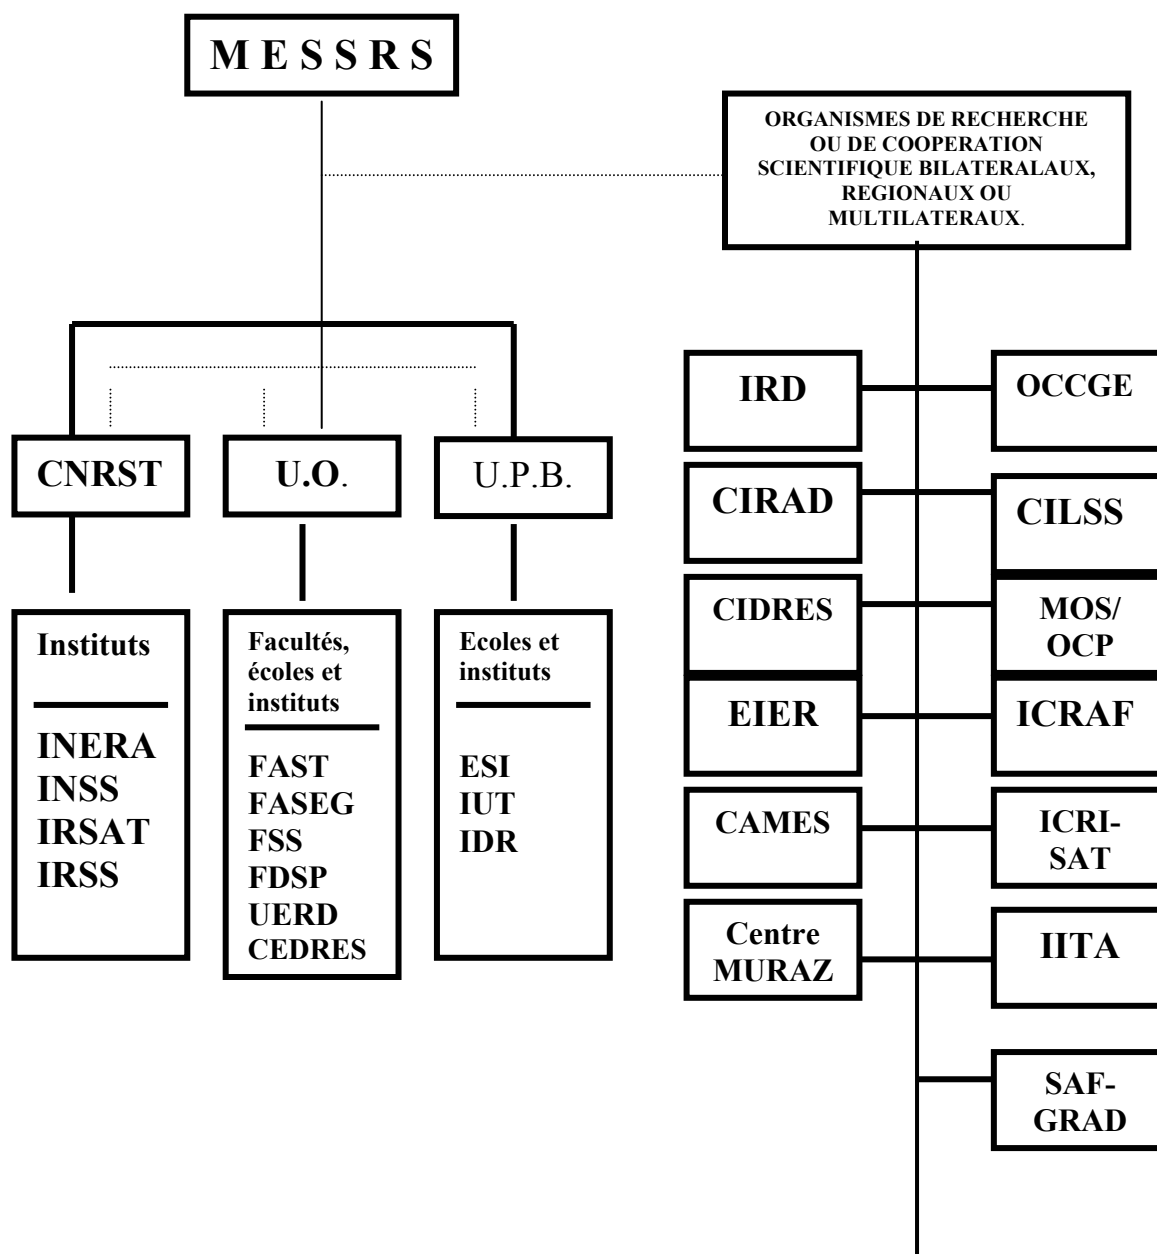 M E S S R S
ORGANISMES DE RECHERCHE
OU DE COOPERATION
SCIENTIFIQUE BILATERALAUX,
REGIONAUX OU
MULTILATERAUX.
CNRST
U.O.
U.P.B.
Instituts
INERA
INSS
IRSAT
IRSS
Facultés,
écoles et
instituts
FAST
FASEG
FSS
FDSP
UERD
CEDRES
Ecoles et
instituts
ESI
IUT
IDR
IRD
OCCGE
CIRAD
CILSS
CIDRES
MOS/
OCP
EIER
ICRAF
CAMES
ICRI-
SAT
Centre
MURAZ
IITA
SAF-
GRAD